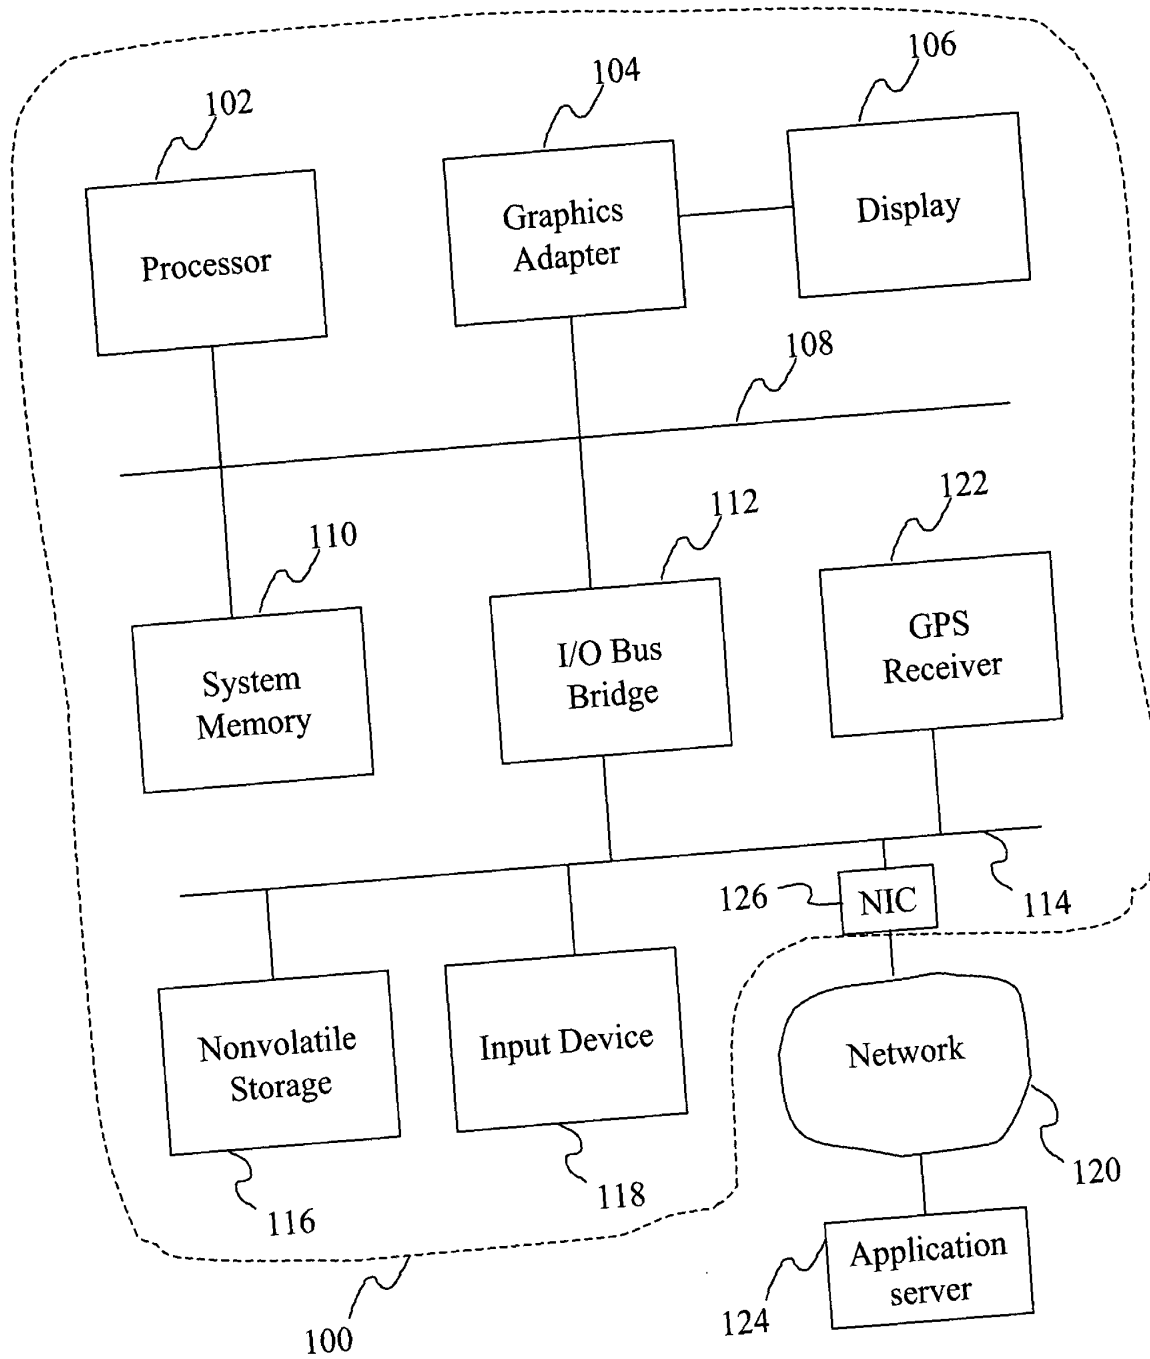 106
104
102
Display
Graphics
Adapter
Processor
108
122
112
110
GPS
Receiver
I/O Bus
Bridge
System
Memory
126
NIC
114
Network
Input Device
Nonvolatile
Storage
120
118
116
Application
server
124
100